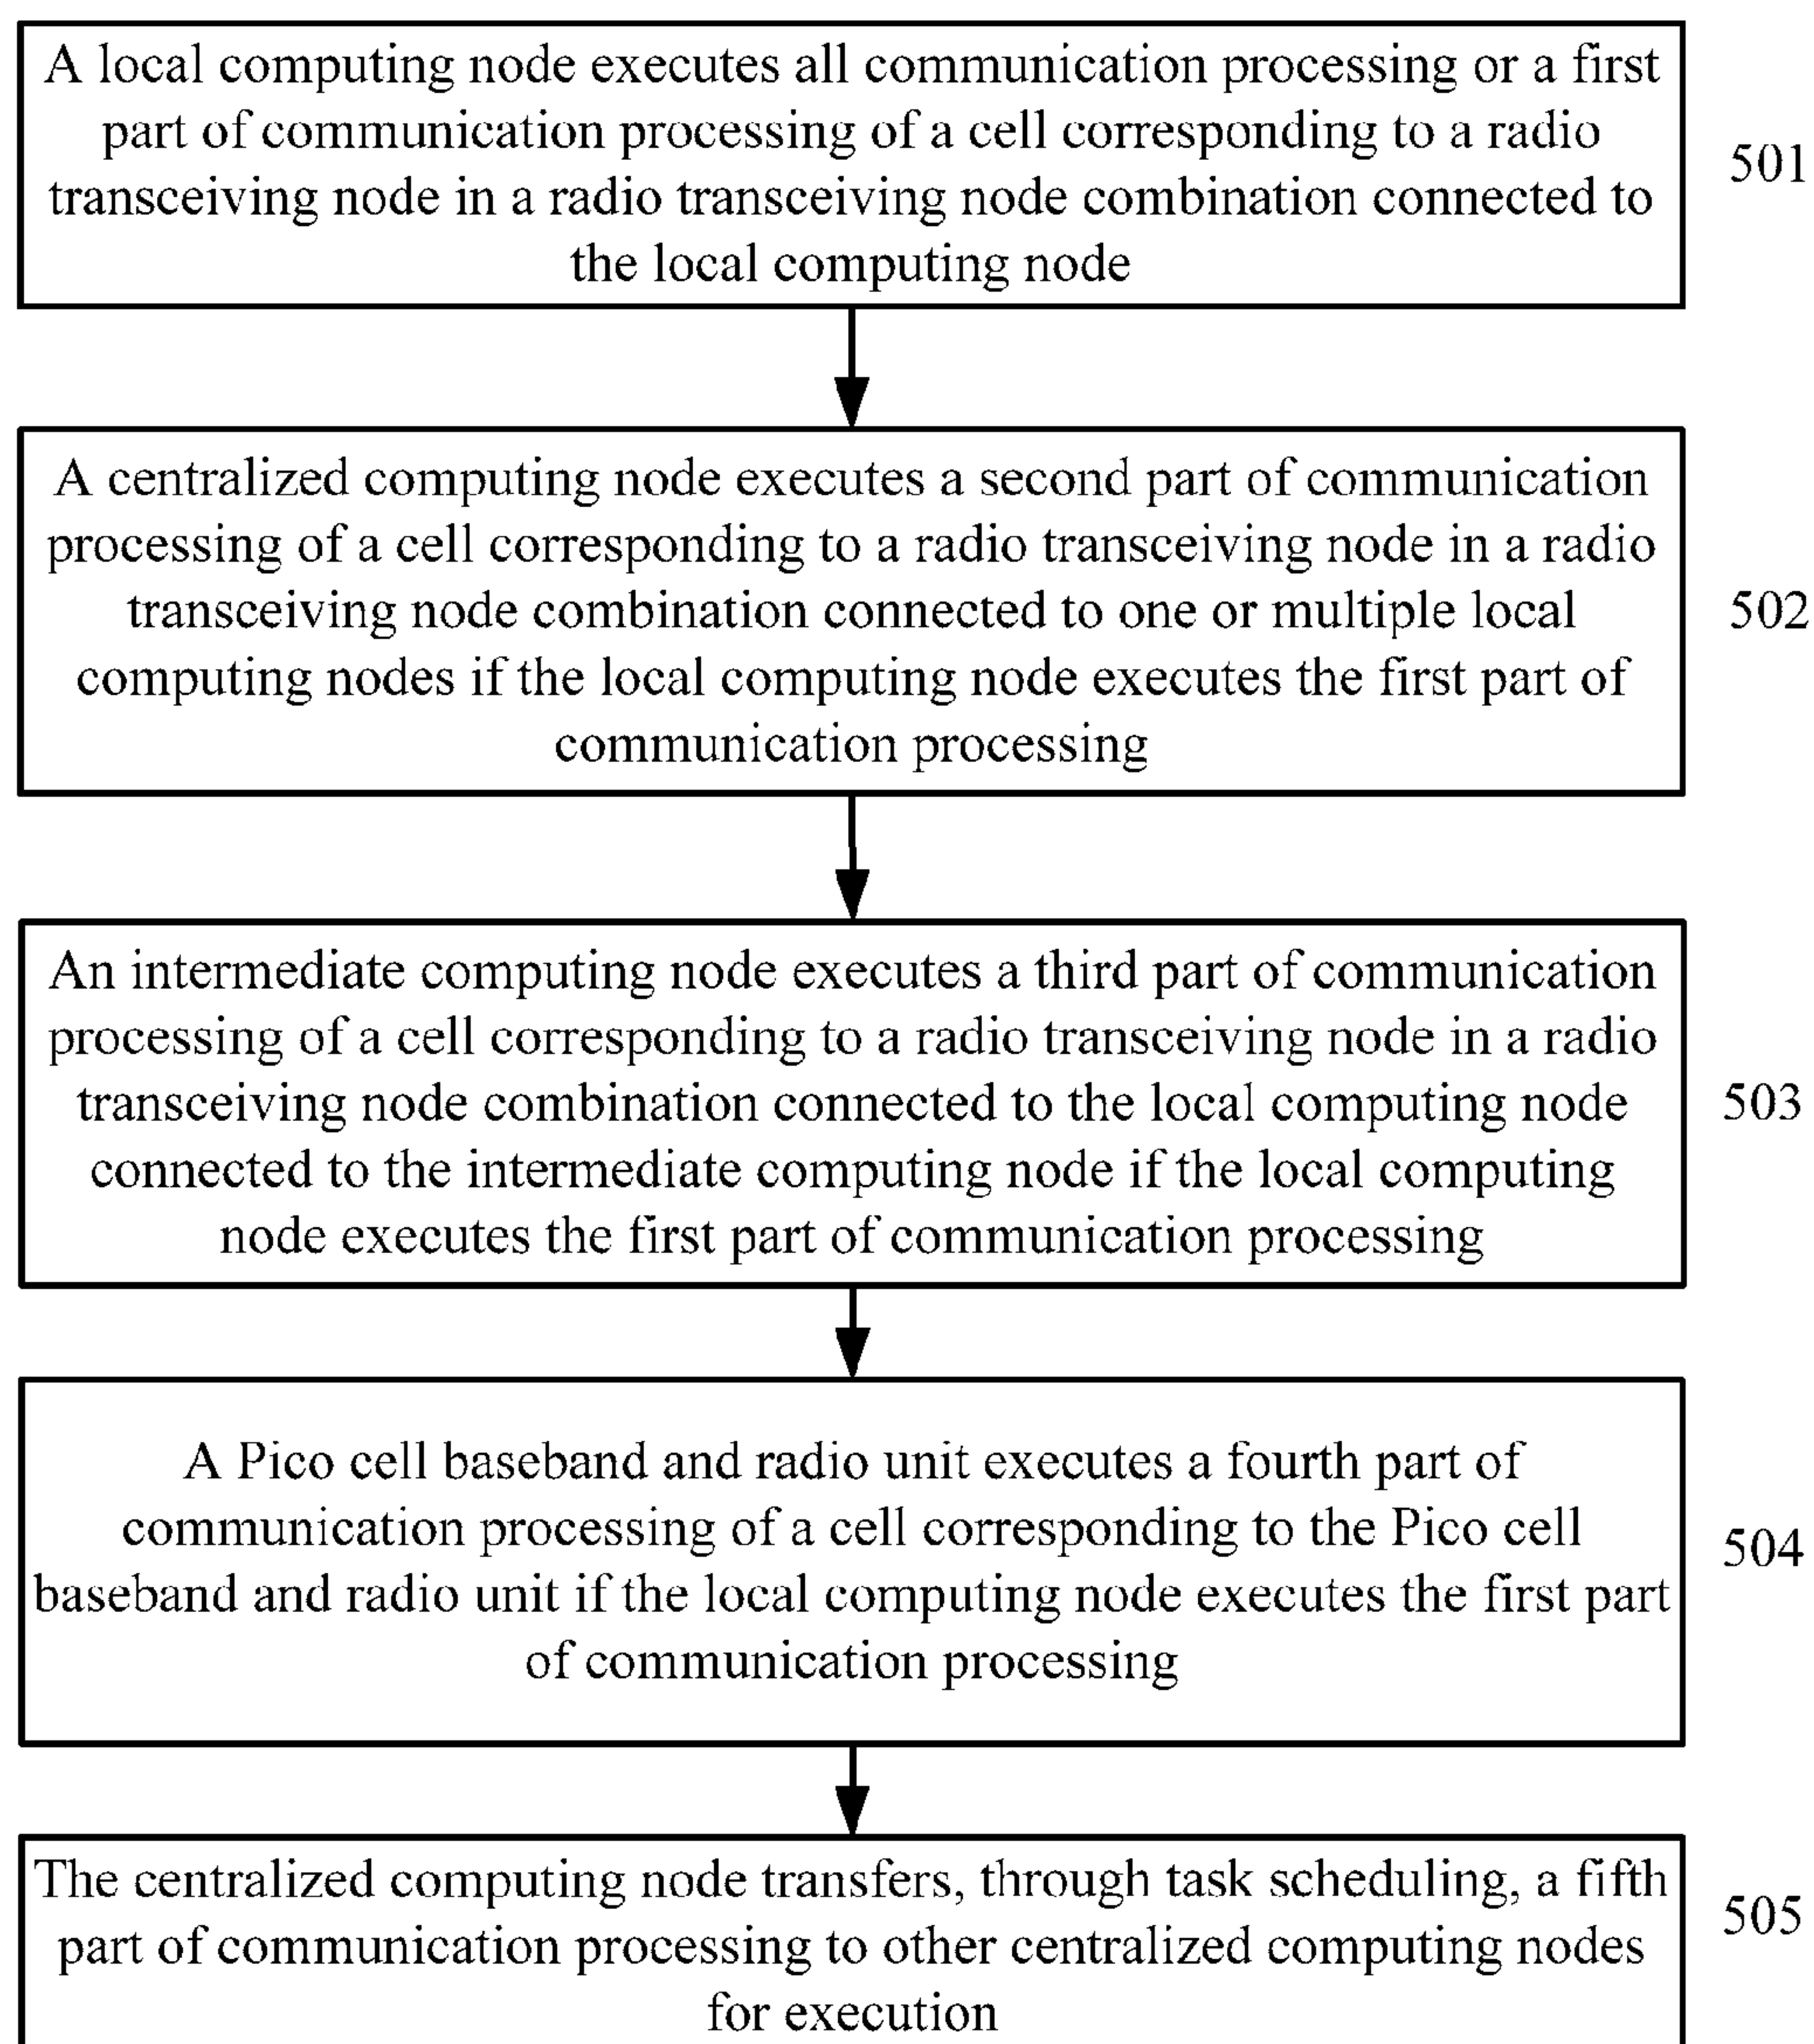 A local computing node executes all communication processing or a first
part of communication processing of a cell corresponding to a radio
transceiving node in a radio transceiving node combination connected to
the local computing node
501
A centralized computing node executes a second part of communication
processing of a cell corresponding to a radio transceiving node in a radio
transceiving node combination connected to one or multiple local
computing nodes if the local computing node executes the first part of
communication processing
502
An intermediate computing node executes a third part of communication
processing of a cell corresponding to a radio transceiving node in a radio
transceiving node combination connected to the local computing node
connected to the intermediate computing node if the local computing
node executes the first part of communication processing
503
A Pico cell baseband and radio unit executes a fourth part of
communication processing of a cell corresponding to the Pico cell
baseband and radio unit if the local computing node executes the first part
of communication processing
504
The centralized computing node transfers, through task scheduling, a fifth
part of communication processing to other centralized computing nodes
for execution
505